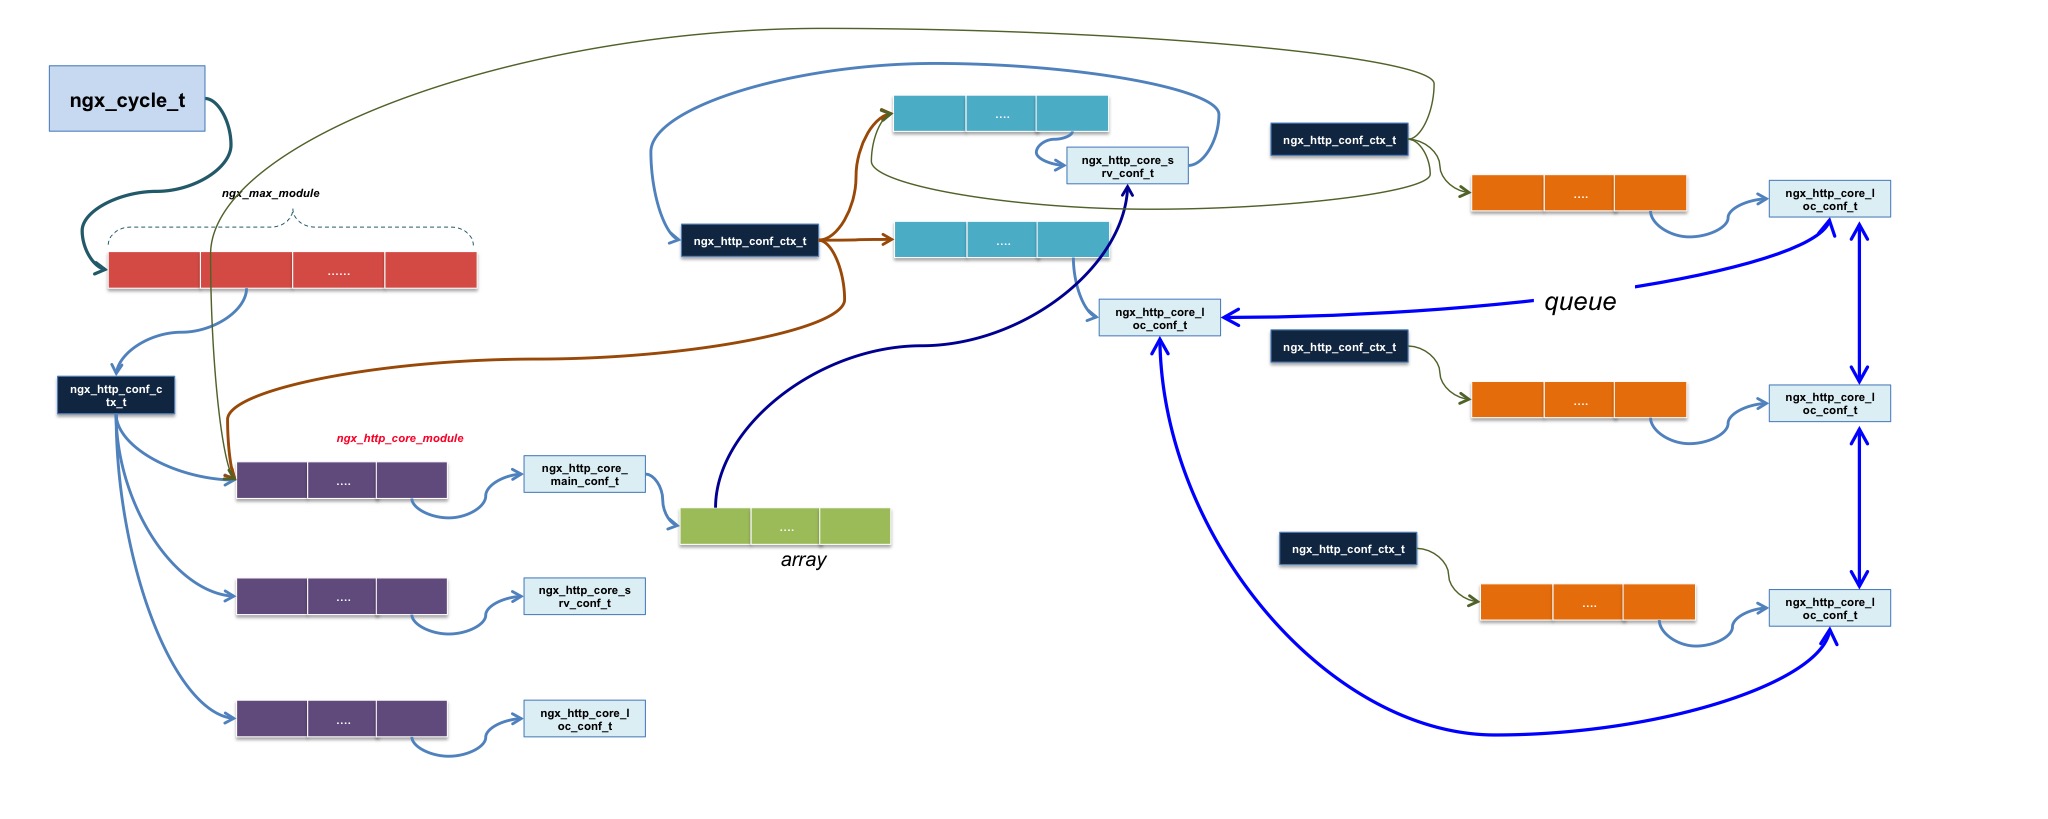 ngx_cycle_t
ngx_max_module
......
ngx_http_conf_c
tx_t
ngx_http_core_module
....
ngx_http_core_
main_conf_t
....
array
....
ngx_http_core_s
rv_conf_t
....
ngx_http_core_l
oc_conf_t
....
ngx_http_core_s
rv_conf_t
ngx_http_conf_ctx_t
....
ngx_http_core_l
oc_conf_t
queue
ngx_http_conf_ctx_t
....
ngx_http_core_l
oc_conf_t
ngx_http_conf_ctx_t
....
ngx_http_core_l
oc_conf_t
ngx_http_conf_ctx_t
....
ngx_http_core_l
oc_conf_t